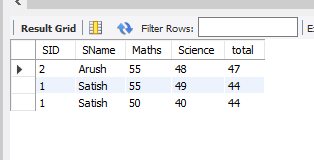 Result Grid Filter Rows: Ex
SID SName Maths Science total
2 Arush 55 48 47
1 Satish 55 49 44
1 Satish 50 40 44